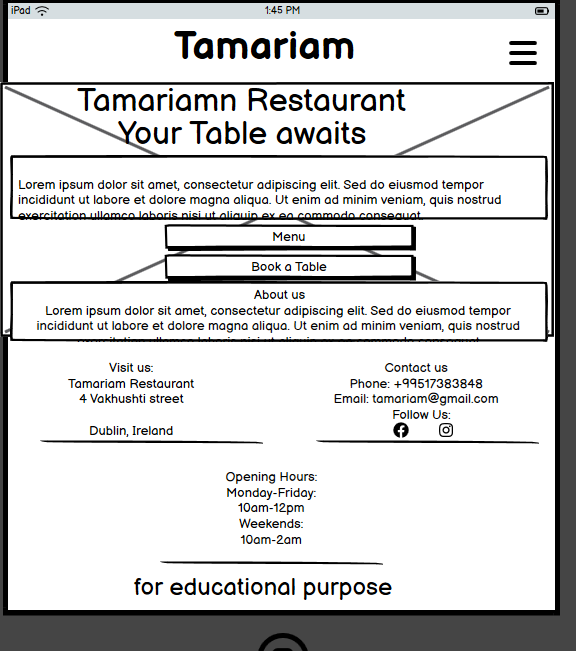 iPad
1:45 PM
Tamariam
Tamariamn Restaurant
Your Table awaits
Lorem ipsum dolor sit amet, consectetur adipiscing elit. Sed do eiusmod tempor
incididunt ut labore et dolore magna aliqua. Ut enim ad minim veniam, quis nostrud
exercitation ullamco laboris nisi ut aliquip ex ea commodo consequat.
Menu
Book a Table
About us
Lorem ipsum dolor sit amet, consectetur adipiscing elit. Sed do eiusmod tempor
incididunt ut labore et dolore magna aliqua. Ut enim ad minim veniam, quis nostrud
Visit us:
Tamariam Restaurant
4 Vakhushti street
Dublin, Ireland
Contact us
Phone: +99517383848
Email: tamariam@gmail.com
Follow Us:
Opening Hours:
Monday-Friday:
10am-12pm
Weekends:
10am-2am
for educational purpose